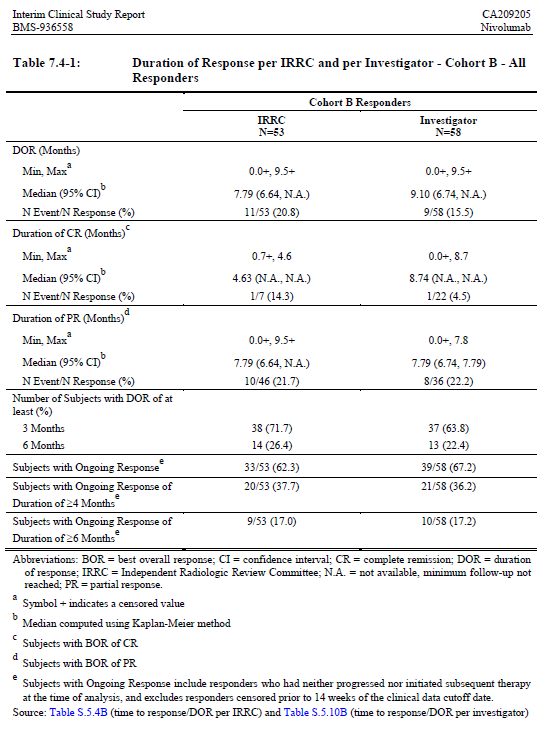 Interim Clinical Study Report CA209205
BMS-936558 Nivolumab
Table 7.4-1: Duration of Response per IRRC and per Investigator - Cohort B - All
Responders
Cohort B Responders
IRRC Investigator
N=53 N=58
DOR (Months)
Min, Max^a 0.0+, 9.5+ 0.0+, 9.5+
Median (95% CI)^b 7.79 (6.64, N.A.) 9.10 (6.74, N.A.)
N Event/N Response (%) 11/53 (20.8) 9/58 (15.5)
Duration of CR (Months)^c
Min, Max^a 0.7+, 4.6 0.0+, 8.7
Median (95% CI)^b 4.63 (N.A., N.A.) 8.74 (N.A., N.A.)
N Event/N Response (%) 1/7 (14.3) 1/22 (4.5)
Duration of PR (Months)^d
Min, Max^a 0.0+, 9.5+ 0.0+, 7.8
Median (95% CI)^b 7.79 (6.64, N.A.) 7.79 (6.74, 7.79)
N Event/N Response (%) 10/46 (21.7) 8/36 (22.2)
Number of Subjects with DOR of at
least (%)
3 Months 38 (71.7) 37 (63.8)
6 Months 14 (26.4) 13 (22.4)
Subjects with Ongoing Response^e 33/53 (62.3) 39/58 (67.2)
Subjects with Ongoing Response of 20/53 (37.7) 21/58 (36.2)
Duration of ≥4 Months^e
Subjects with Ongoing Response of 9/53 (17.0) 10/58 (17.2)
Duration of ≥6 Months^e
Abbreviations: BOR = best overall response; CI = confidence interval; CR = complete remission; DOR = duration
of response; IRRC = Independent Radiologic Review Committee; N.A. = not available, minimum follow-up not
reached; PR = partial response.
a Symbol + indicates a censored value
b Median computed using Kaplan-Meier method
c Subjects with BOR of CR
d Subjects with BOR of PR
e Subjects with Ongoing Response include responders who had neither progressed nor initiated subsequent therapy
at the time of analysis, and excludes responders censored prior to 14 weeks of the clinical data cutoff date.
Source: Table S.5.4B (time to response/DOR per IRRC) and Table S.5.10B (time to response/DOR per investigator)